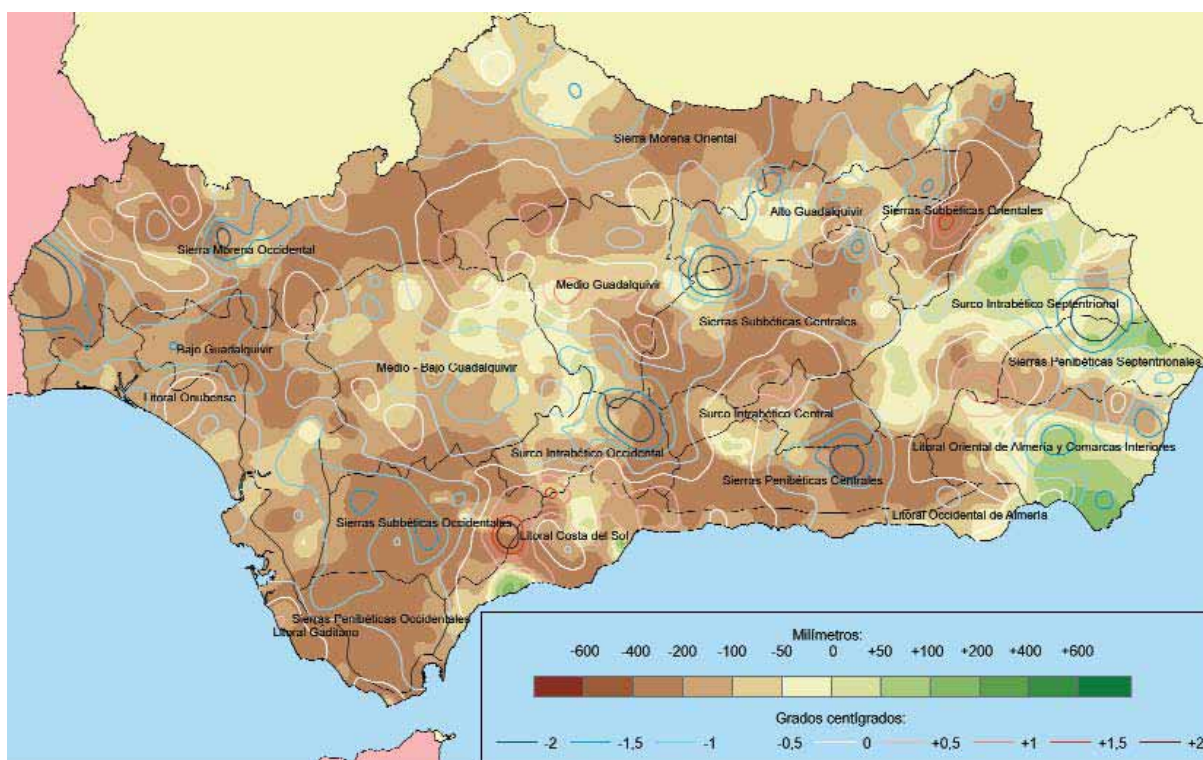 Sierra Morena Oriental
Alto Guadalquivir
Sierras Subbéticas Orientales
Sierra Morena Occidental
Medio Guadalquivir
Surco Intrabético Septentrional
Sierras Subbéticas Centrales
Bajo Guadalquivir
Sierras Penibéticas Septentrionales
Medio - Bajo Guadalquivir
Litoral Onubense
Surco Intrabético Central
Litoral Oriental de Almería y Comarcas Interiores
Surco Intrabético Occidental
Sierras Penibéticas Centrales
Litoral Occidental de Almería
Sierras Subbéticas Occidentales
Litoral Costa del Sol
Sierras Penibéticas Occidentales
Litoral Gaditano
Milímetros:
-600 -400 -200 -100 -50 0 +50 +100 +200 +400 +600
Grados centígrados:
-2 -1,5 -1 -0,5 0 +0,5 +1 +1,5 +2